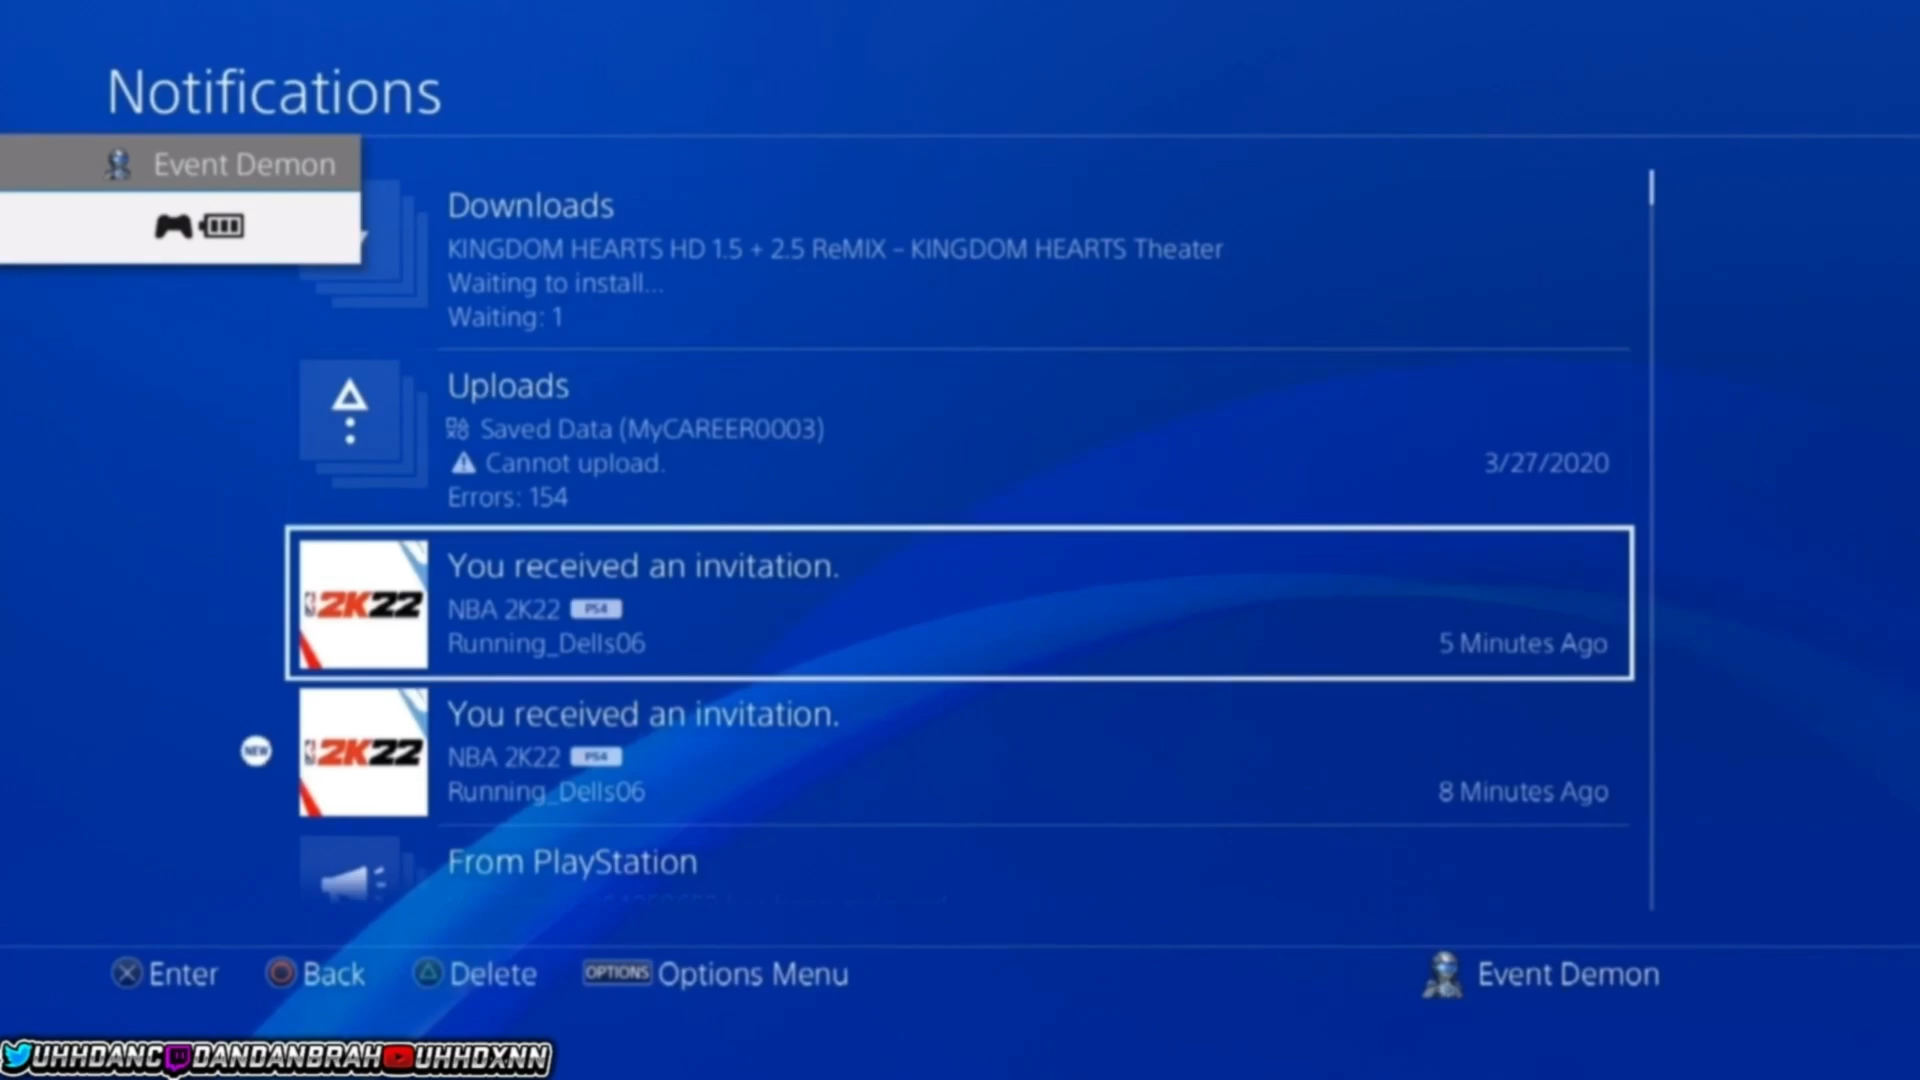 Notifications
Event Demon
Downloads
KINGDOM HEARTS HD 1.5 + 2.5 ReMIX – KINGDOM HEARTS Theater
Waiting to install...
Waiting: 1
Uploads
Saved Data (MyCAREER0003)
Cannot upload.
3/27/2020
Errors: 154
2K22
You received an invitation.
NBA 2K22 PS4
Running_Dells06
5 Minutes Ago
NEW
2K22
You received an invitation.
NBA 2K22 PS4
Running_Dells06
8 Minutes Ago
From PlayStation
Enter
Back
Delete
OPTIONS Options Menu
Event Demon
UHHDANC DANDANBRAH UHHDXNN